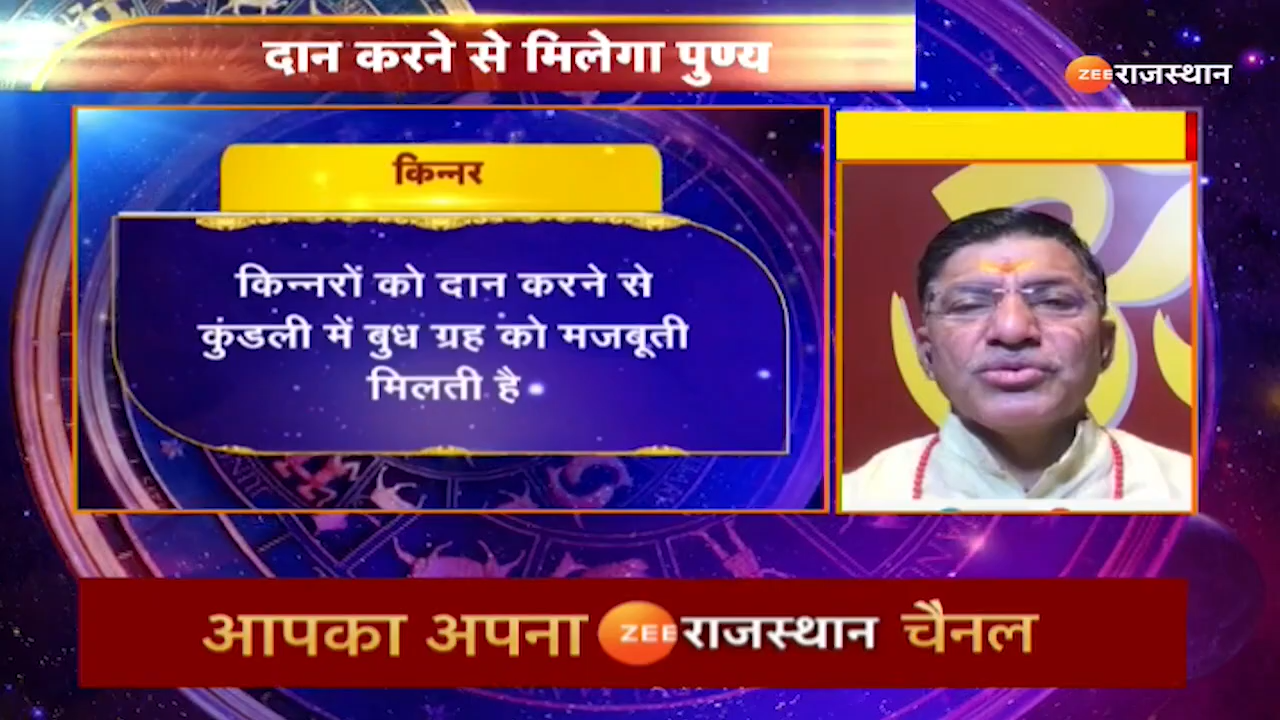 दान करने से मिलेगा पुण्य
ZEE राजस्थान
किन्नर
किन्नरों को दान करने से
कुंडली में बुध ग्रह को मजबूती
मिलती है
आपका अपना ZEE राजस्थान चैनल